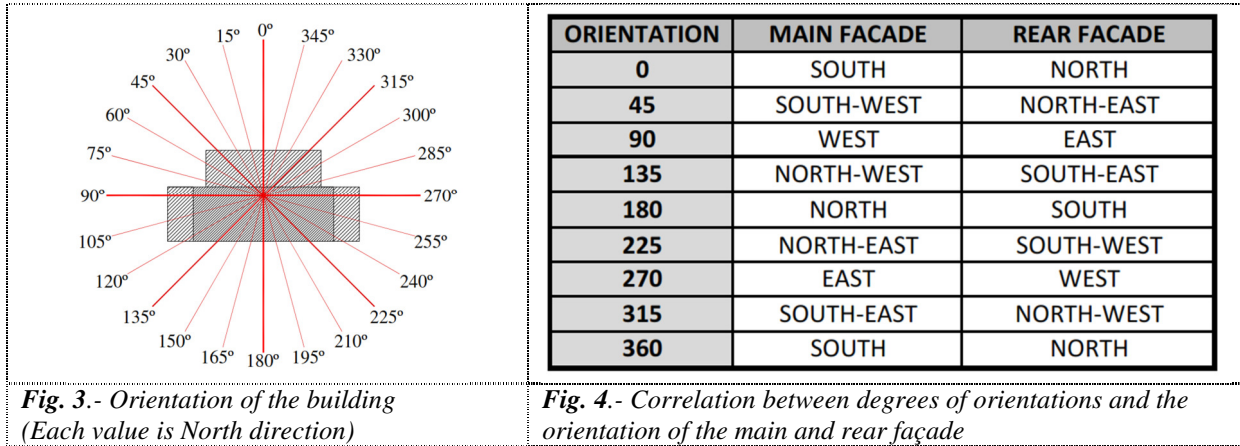 0º
15º
345º
30º
330º
45º
315º
60º
300º
75º
285º
90º
270º
105º
255º
120º
240º
135º
225º
150º
210º
165º
195º
180º
Fig. 3.- Orientation of the building
(Each value is North direction)
ORIENTATION MAIN FACADE REAR FACADE
0 SOUTH NORTH
45 SOUTH-WEST NORTH-EAST
90 WEST EAST
135 NORTH-WEST SOUTH-EAST
180 NORTH SOUTH
225 NORTH-EAST SOUTH-WEST
270 EAST WEST
315 SOUTH-EAST NORTH-WEST
360 SOUTH NORTH
Fig. 4.- Correlation between degrees of orientations and the
orientation of the main and rear façade